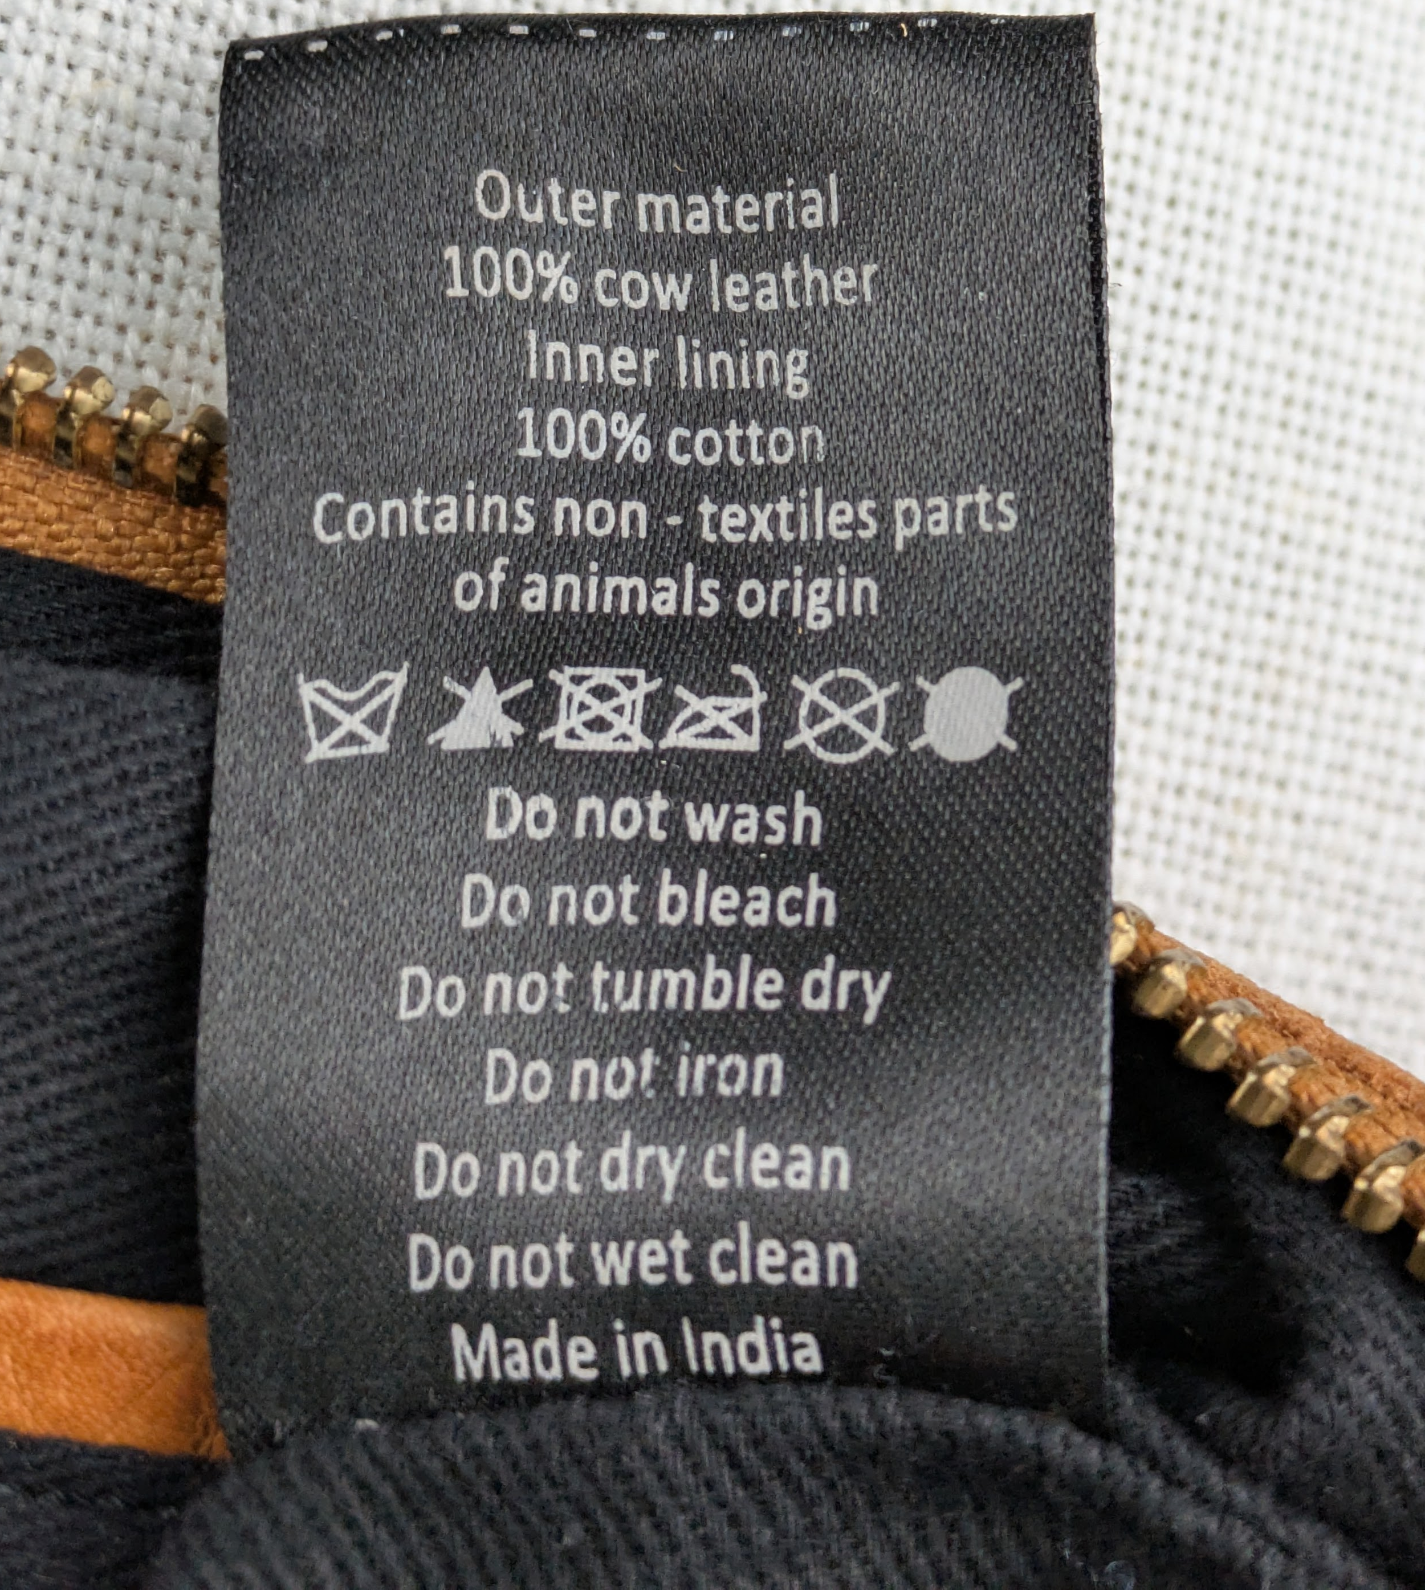 Outer material
100% cow leather
Inner lining
100% cotton
Contains non - textiles parts
of animals origin
Do not wash
Do not bleach
Do not tumble dry
Do not iron
Do not dry clean
Do not wet clean
Made in India